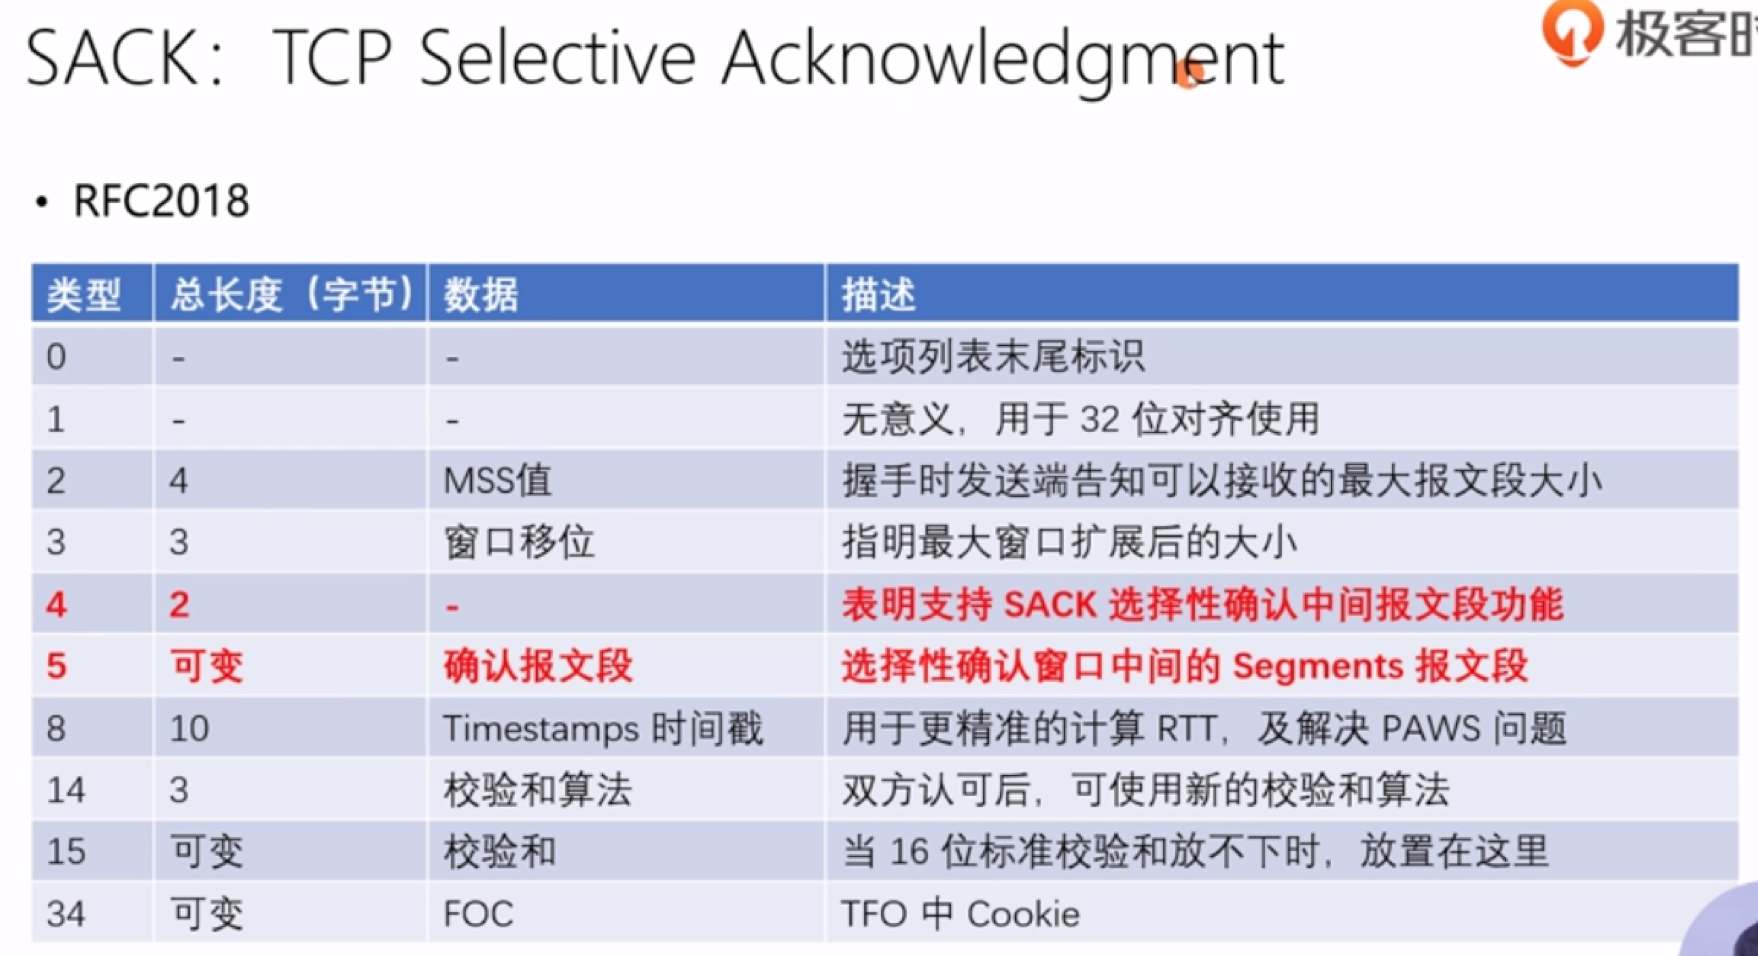 SACK：TCP Selective Acknowledgment
极客时
• RFC2018
类型 总长度（字节） 数据 描述
0 - - 选项列表末尾标识
1 - - 无意义，用于 32 位对齐使用
2 4 MSS值 握手时发送端告知可以接收的最大报文段大小
3 3 窗口移位 指明最大窗口扩展后的大小
4 2 - 表明支持 SACK 选择性确认中间报文段功能
5 可变 确认报文段 选择性确认窗口中间的 Segments 报文段
8 10 Timestamps 时间戳 用于更精准的计算 RTT，及解决 PAWS 问题
14 3 校验和算法 双方认可后，可使用新的校验和算法
15 可变 校验和 当 16 位标准校验和放不下时，放置在这里
34 可变 FOC TFO 中 Cookie